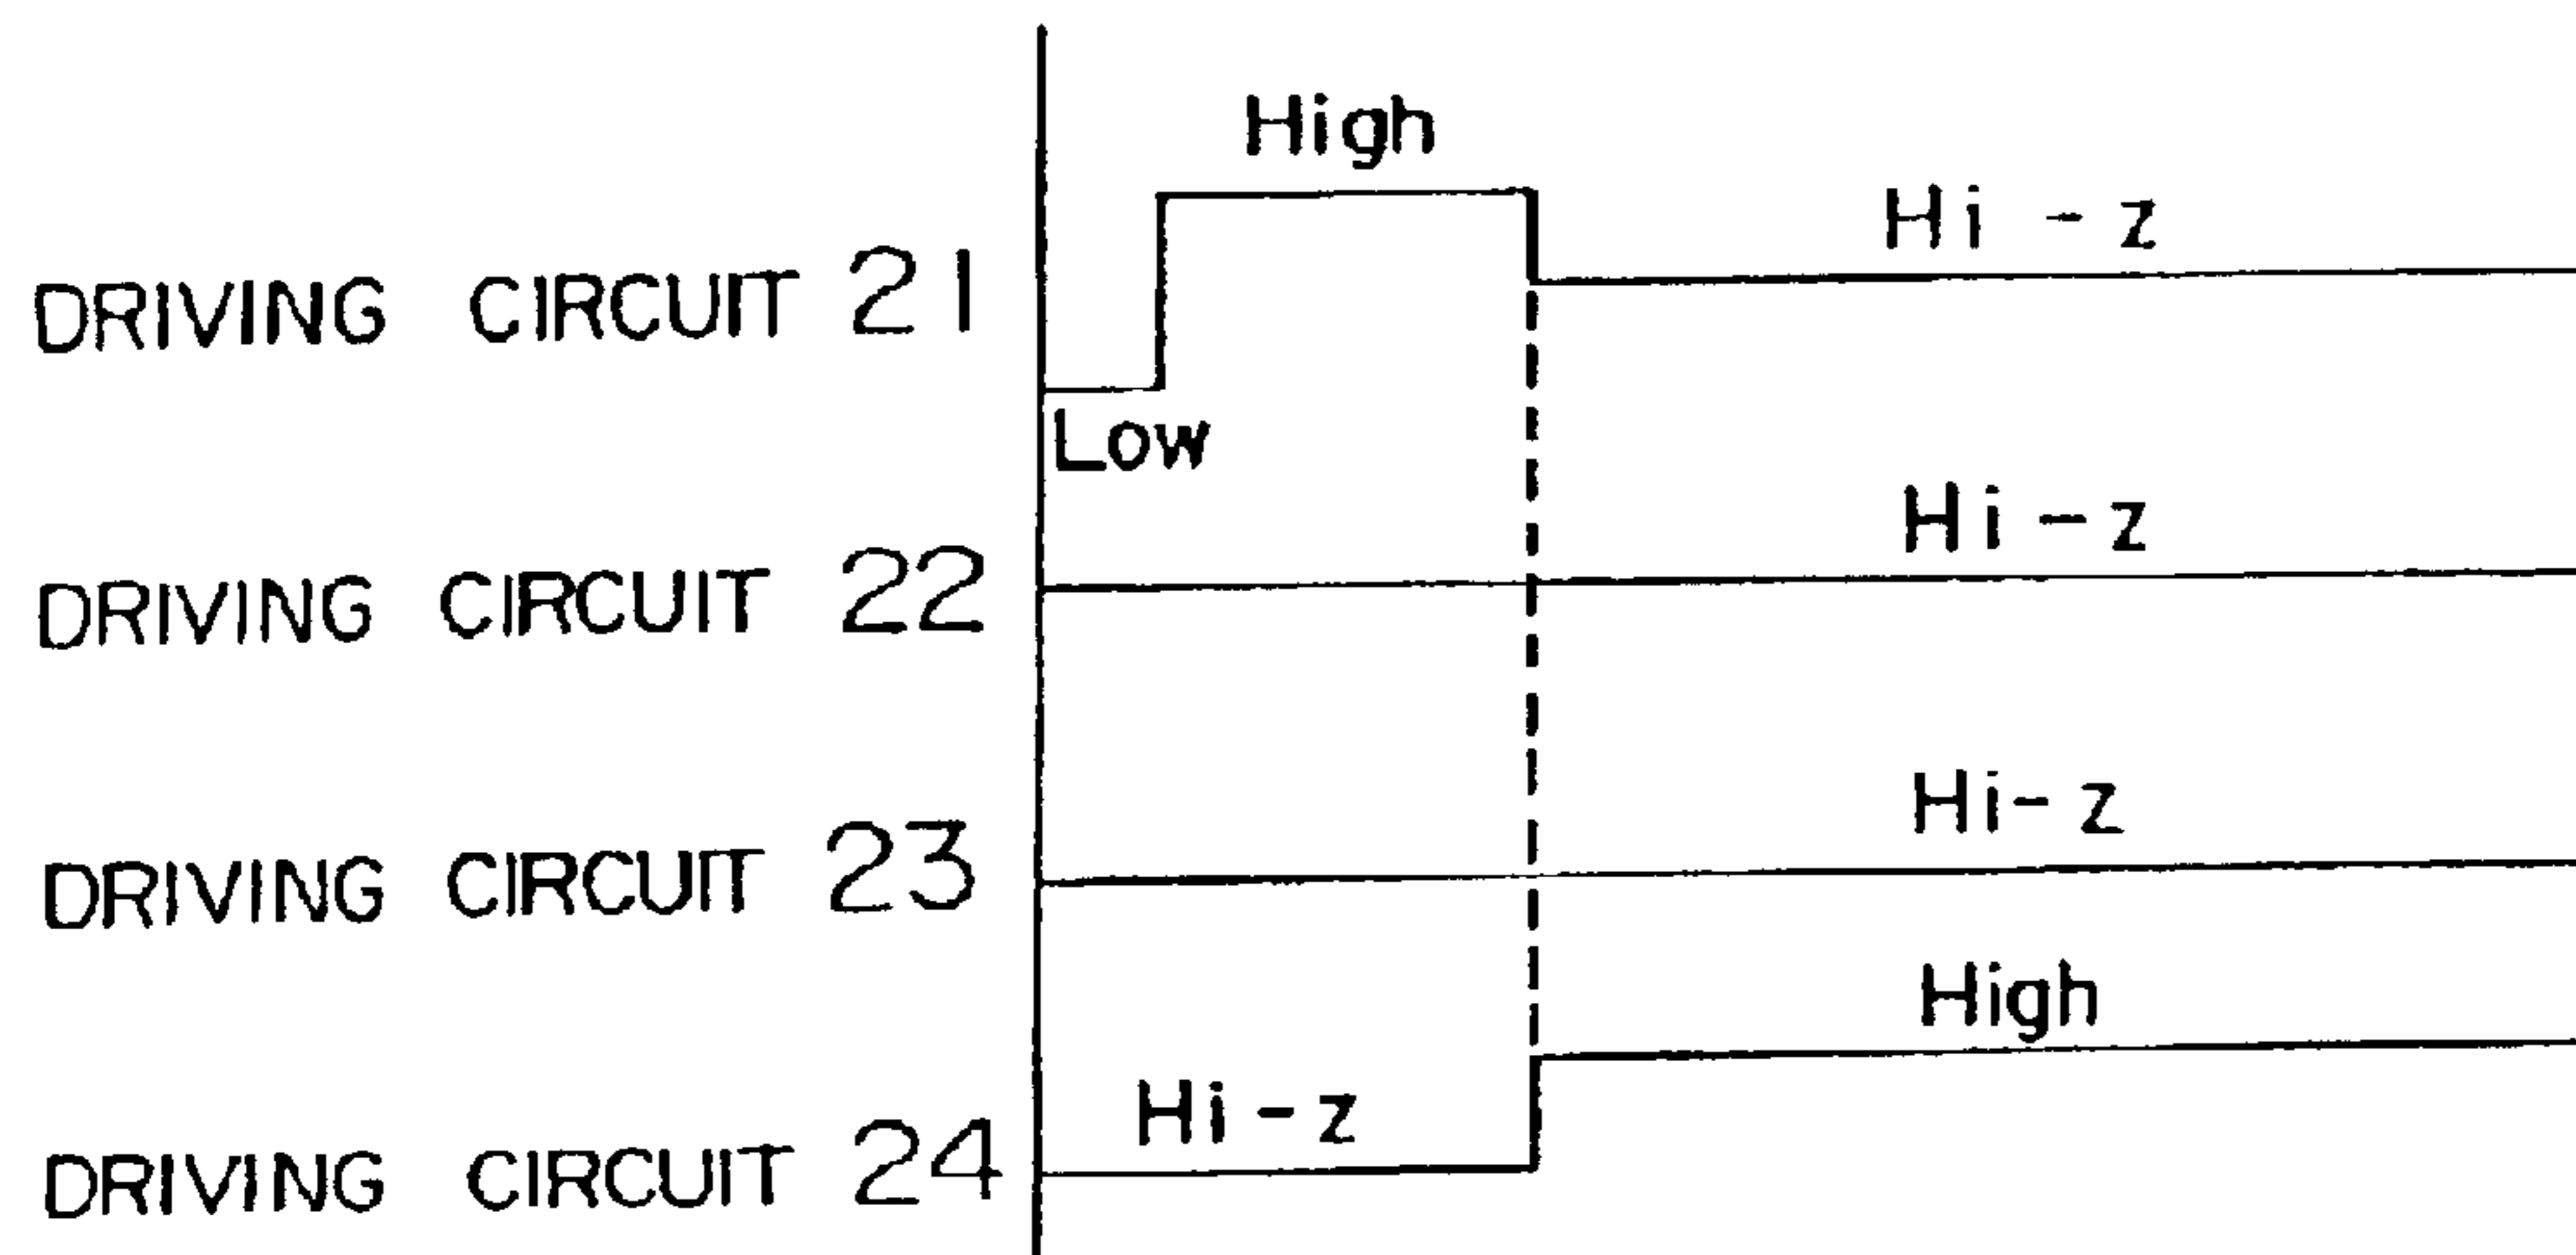 High
Hi-z
DRIVING CIRCUIT 21
Low
Hi-z
DRIVING CIRCUIT 22
Hi-z
DRIVING CIRCUIT 23
High
Hi-z
DRIVING CIRCUIT 24